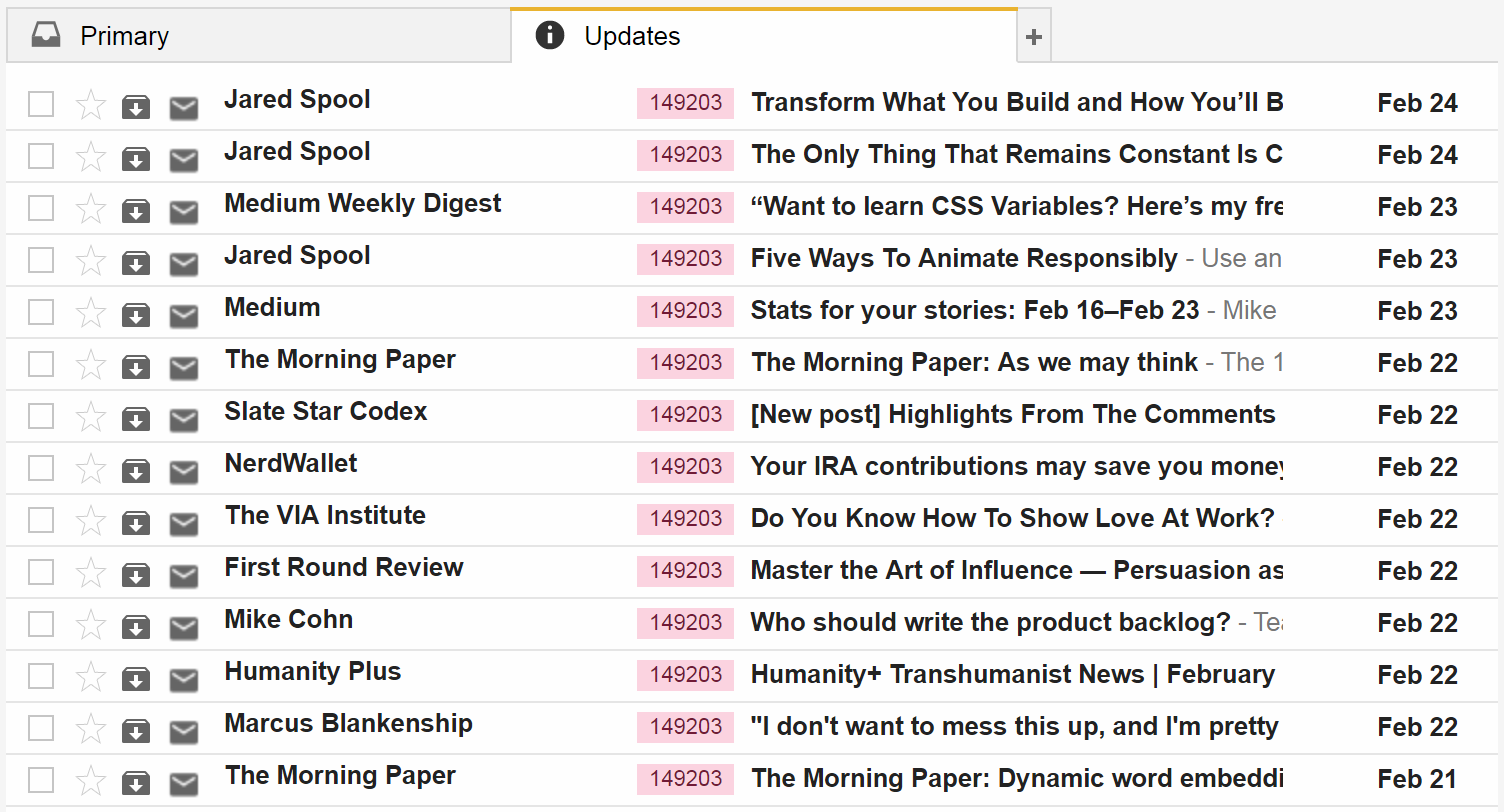 Primary Updates +
Jared Spool 149203 Transform What You Build and How You’ll B Feb 24
Jared Spool 149203 The Only Thing That Remains Constant Is C Feb 24
Medium Weekly Digest 149203 “Want to learn CSS Variables? Here’s my fre Feb 23
Jared Spool 149203 Five Ways To Animate Responsibly - Use an Feb 23
Medium 149203 Stats for your stories: Feb 16–Feb 23 - Mike Feb 23
The Morning Paper 149203 The Morning Paper: As we may think - The 1 Feb 22
Slate Star Codex 149203 [New post] Highlights From The Comments Feb 22
NerdWallet 149203 Your IRA contributions may save you money Feb 22
The VIA Institute 149203 Do You Know How To Show Love At Work? Feb 22
First Round Review 149203 Master the Art of Influence — Persuasion as Feb 22
Mike Cohn 149203 Who should write the product backlog? - Tea Feb 22
Humanity Plus 149203 Humanity+ Transhumanist News | February Feb 22
Marcus Blankenship 149203 "I don't want to mess this up, and I'm pretty Feb 22
The Morning Paper 149203 The Morning Paper: Dynamic word embeddi Feb 21